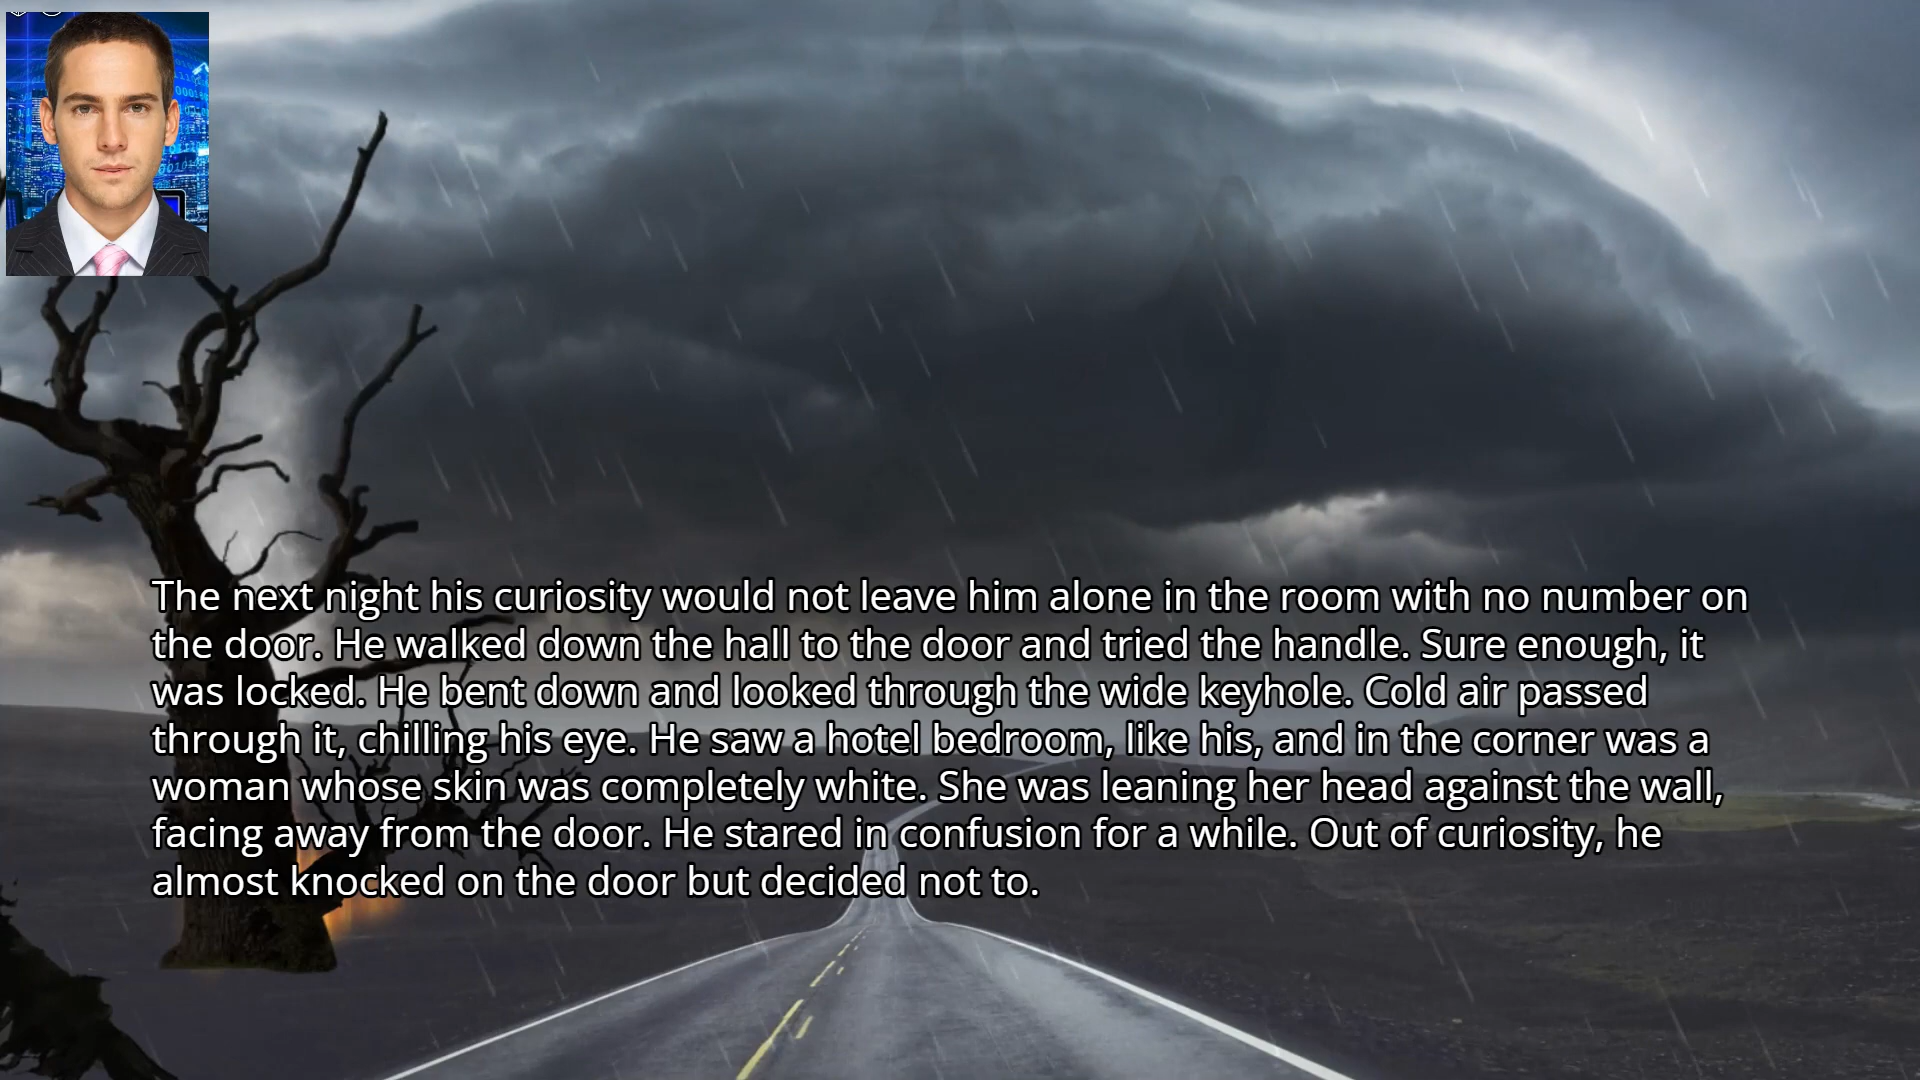 The next night his curiosity would not leave him alone in the room with no number on
the door. He walked down the hall to the door and tried the handle. Sure enough, it
was locked. He bent down and looked through the wide keyhole. Cold air passed
through it, chilling his eye. He saw a hotel bedroom, like his, and in the corner was a
woman whose skin was completely white. She was leaning her head against the wall,
facing away from the door. He stared in confusion for a while. Out of curiosity, he
almost knocked on the door but decided not to.